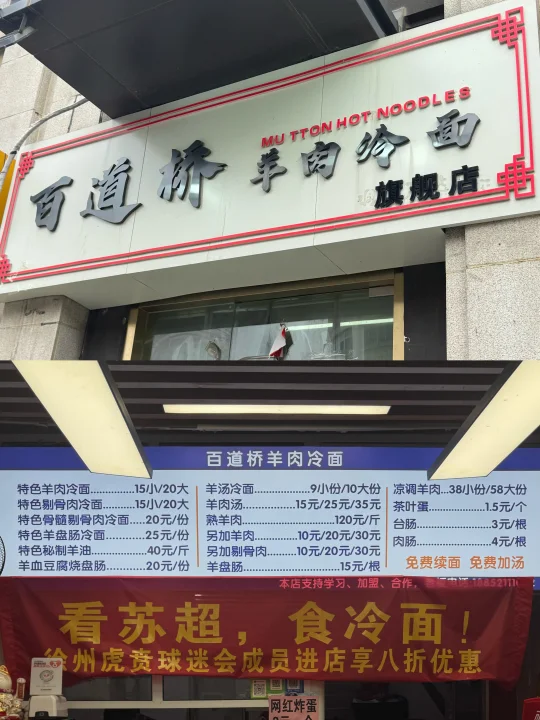 MU TTON HOT NOODLES
百道桥 羊肉冷面
旗舰店
百道桥羊肉冷面
特色羊肉冷面............15小/20大
特色剔骨肉冷面.........15小/20大
特色骨髓剔骨肉冷面....20元/份
特色羊盘肠冷面.........25元/份
特色秘制羊油............40元/斤
羊血豆腐烧盘肠.........20元/份
羊汤冷面..............9小份/10大份
羊肉汤...........15元/25元/35元
熟羊肉.....................120元/斤
另加羊肉..........10元/20元/30元
另加剔骨肉......10元/20元/30元
羊盘肠......................15元/根
凉调羊肉...38小份/58大份
茶叶蛋..............1.5元/个
台肠...................3元/根
肉肠...................4元/根
免费续面 免费加汤
本店支持学习、加盟、合作，
看苏超，食冷面！
徐州虎贲球迷会成员进店享八折优惠
网红炸蛋